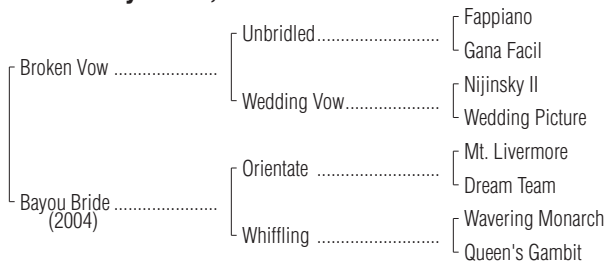 Fappiano
Unbridled...................
Gana Facil
Broken Vow .....................
Nijinsky II
Wedding Vow...................
Wedding Picture
Mt. Livermore
Orientate .........................
Dream Team
Bayou Bride .....................
(2004)
Wavering Monarch
Whiffling .........................
Queen's Gambit